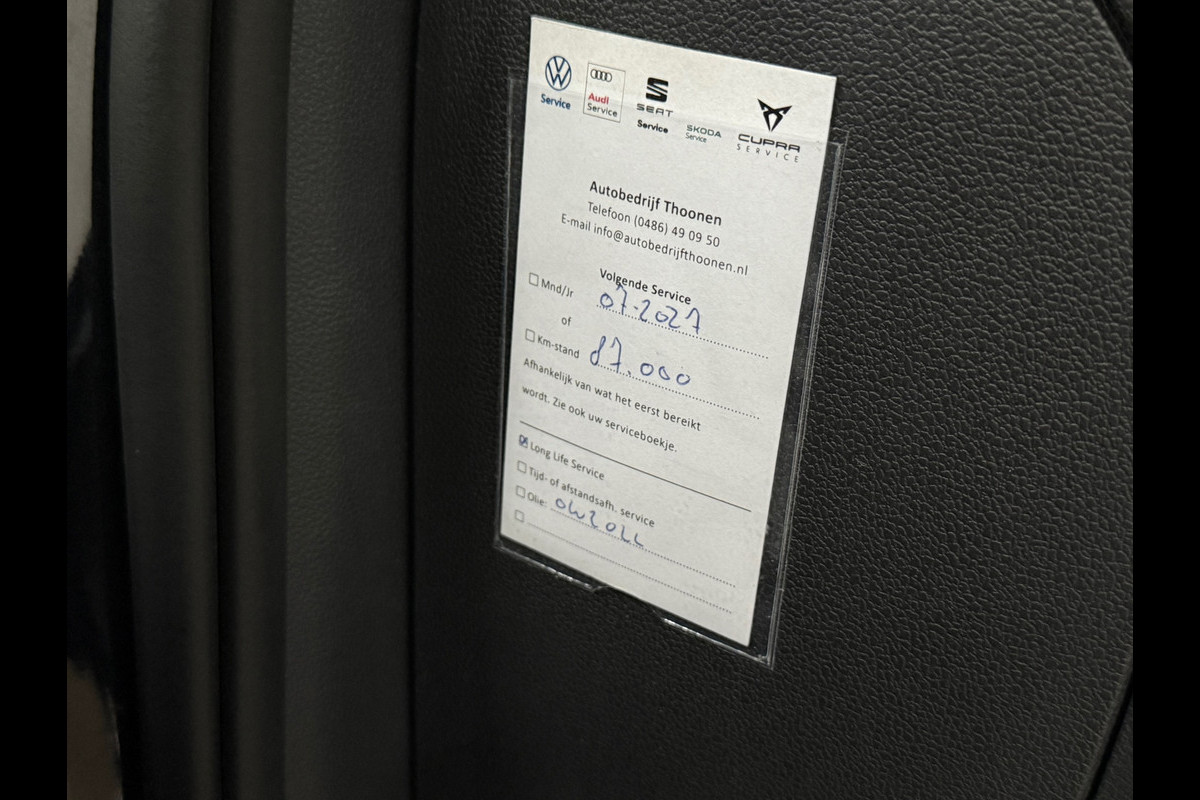 Service
Audi
Service
SEAT
Service
SKODA
Service
CUPRA
SERVICE
Autobedrijf Thoonen
Telefoon (0486) 49 09 50
E-mail info@autobedrijfthoonen.nl
Volgende Service
Mnd/Jr 07-2027
of
Km-stand 87.000
Afhankelijk van wat het eerst bereikt
wordt. Zie ook uw serviceboekje.
Long Life Service
Tijd- of afstandsafh. service
Olie: